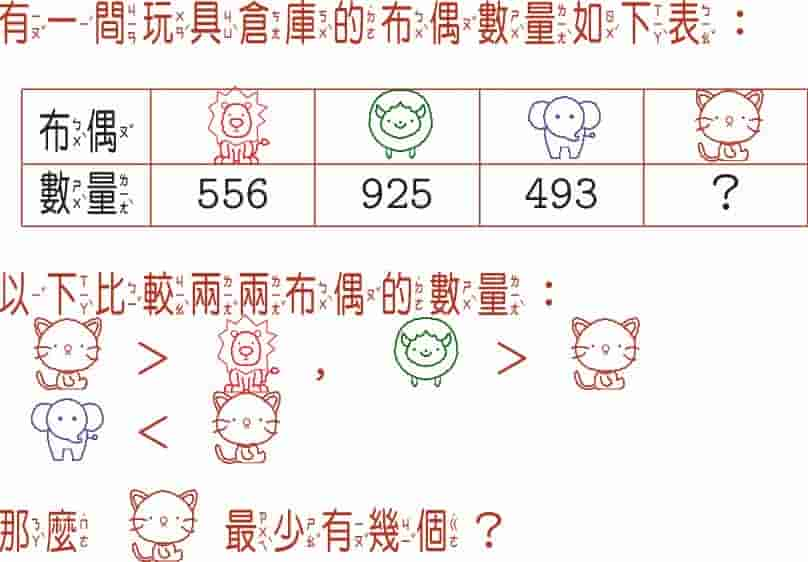 有一間玩具倉庫的布偶數量如下表：
布偶
數量 556 925 493 ?
以下比較兩兩布偶的數量：
> , >
<
那麼 最少有幾個？